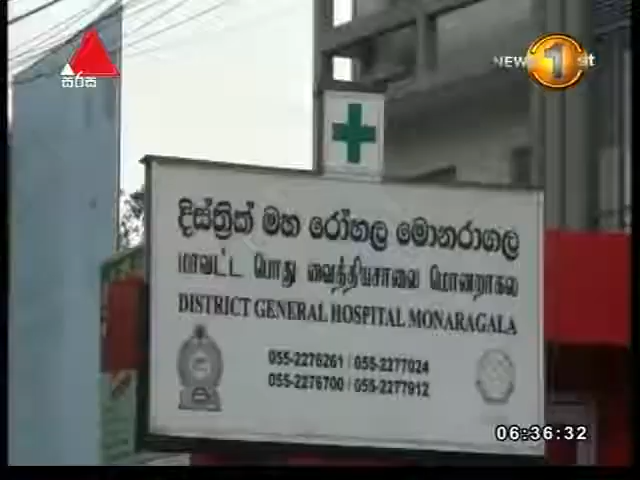 සිරස
NEWS 1st
දිස්ත්‍රික් මහ රෝහල මොනරාගල
மாவட்ட பொது வைத்தியசாலை மொனறாகல
DISTRICT GENERAL HOSPITAL MONARAGALA
055-2276261 / 055-2277024
055-2276700 / 055-2277912
06:36:32